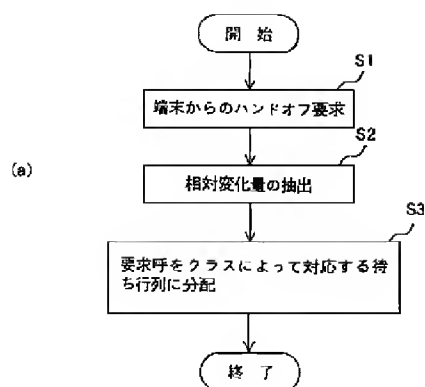 開 始
S1
端末からのハンドオフ要求
S2
(a)
相対変化量の抽出
S3
要求呼をクラスによって対応する待
ち行列に分配
終 了